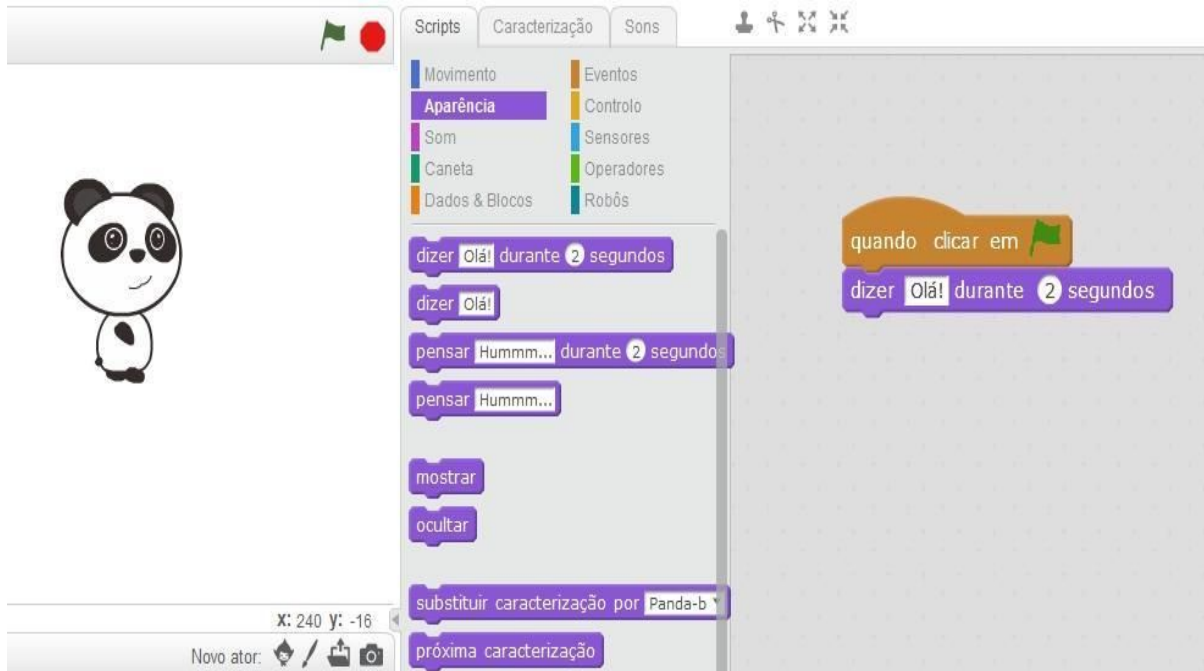 Scripts Caracterização Sons
Movimento Eventos
Aparência Controlo
Som Sensores
Caneta Operadores
Dados & Blocos Robôs
dizer Olá! durante 2 segundos
dizer Olá!
pensar Hummm... durante 2 segundos
pensar Hummm...
mostrar
ocultar
substituir caracterização por Panda-b
próxima caracterização
quando clicar em
dizer Olá! durante 2 segundos
x: 240 y: -16
Novo ator: